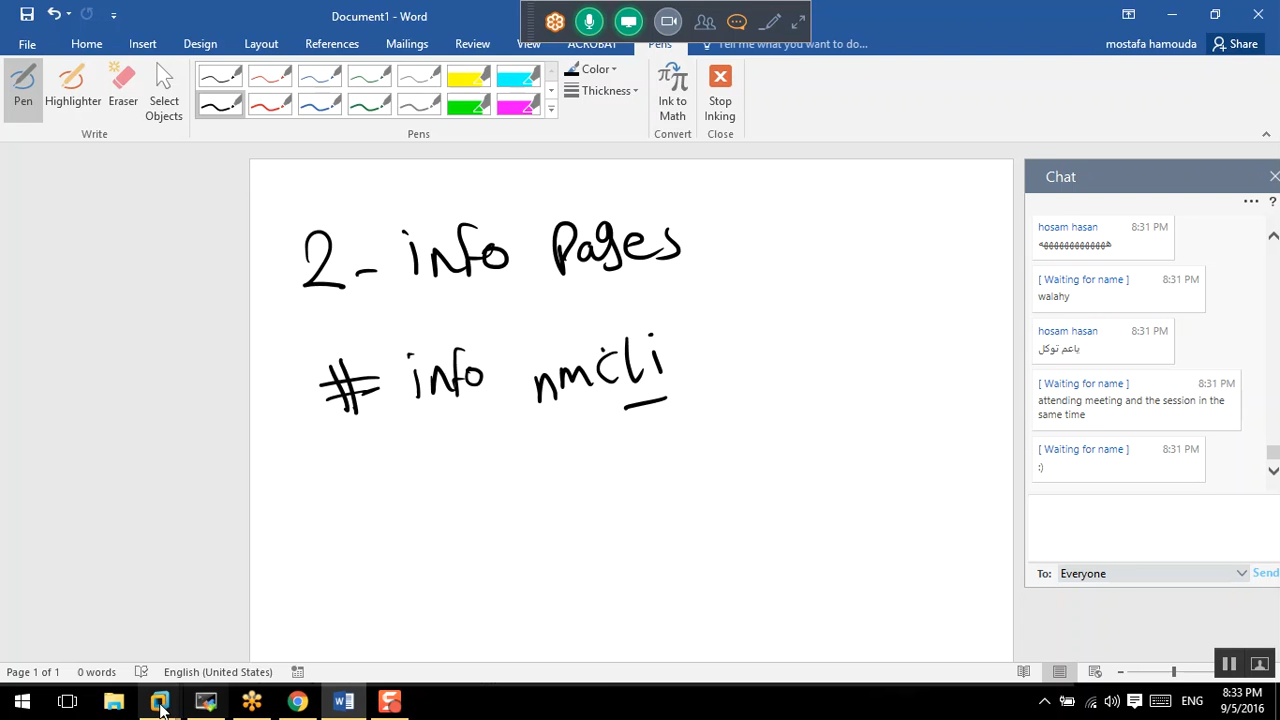 Document1 - Word
File
Home
Insert
Design
Layout
References
Mailings
Review
View
ACROBAT
Pens
Tell me what you want to do...
mostafa hamouda
Share
Pen
Highlighter
Eraser
Select Objects
Color
Thickness
Ink to Math
Stop Inking
Write
Pens
Convert
Close
2 - info Pages
# info nmcli
Chat
hosam hasan 8:31 PM
ههههههههههههه
[ Waiting for name ] 8:31 PM
walahy
hosam hasan 8:31 PM
ياعم توكل
[ Waiting for name ] 8:31 PM
attending meeting and the session in the
same time
[ Waiting for name ] 8:31 PM
:)
To: Everyone Send
Page 1 of 1 0 words English (United States)
ENG
8:33 PM
9/5/2016